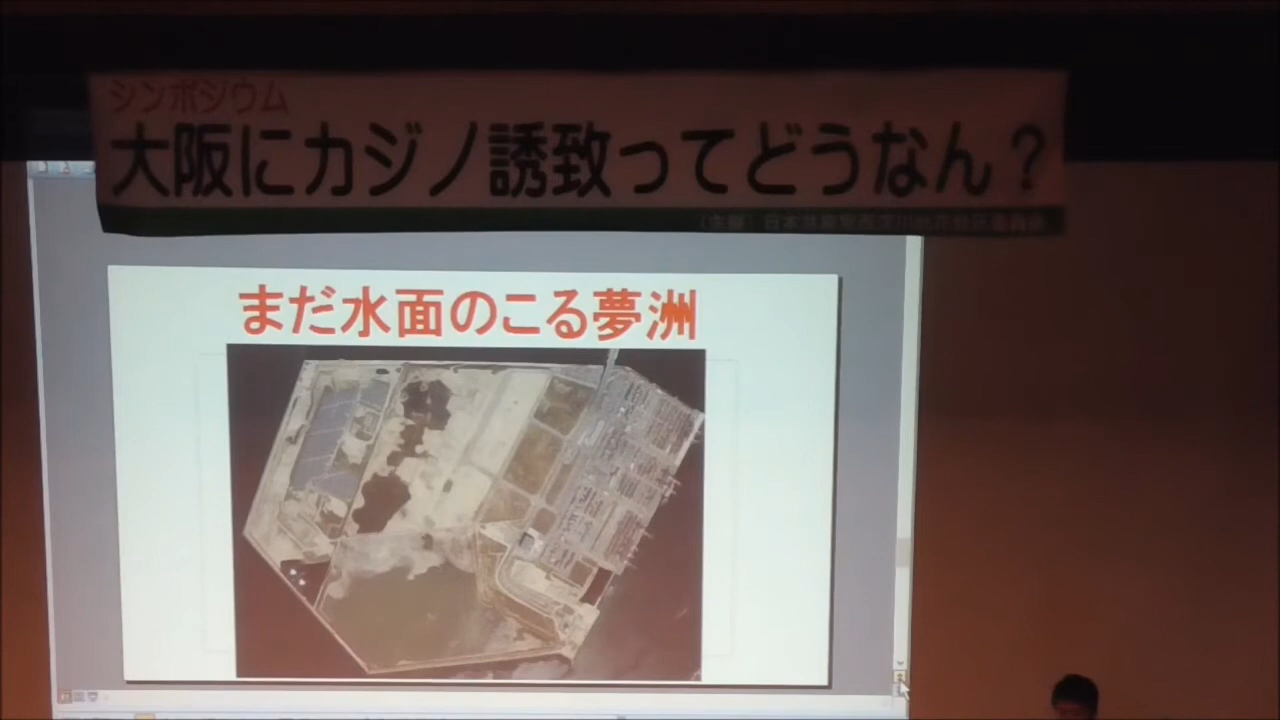 シンポジウム
大阪にカジノ誘致ってどうなん?
まだ水面のこる夢洲